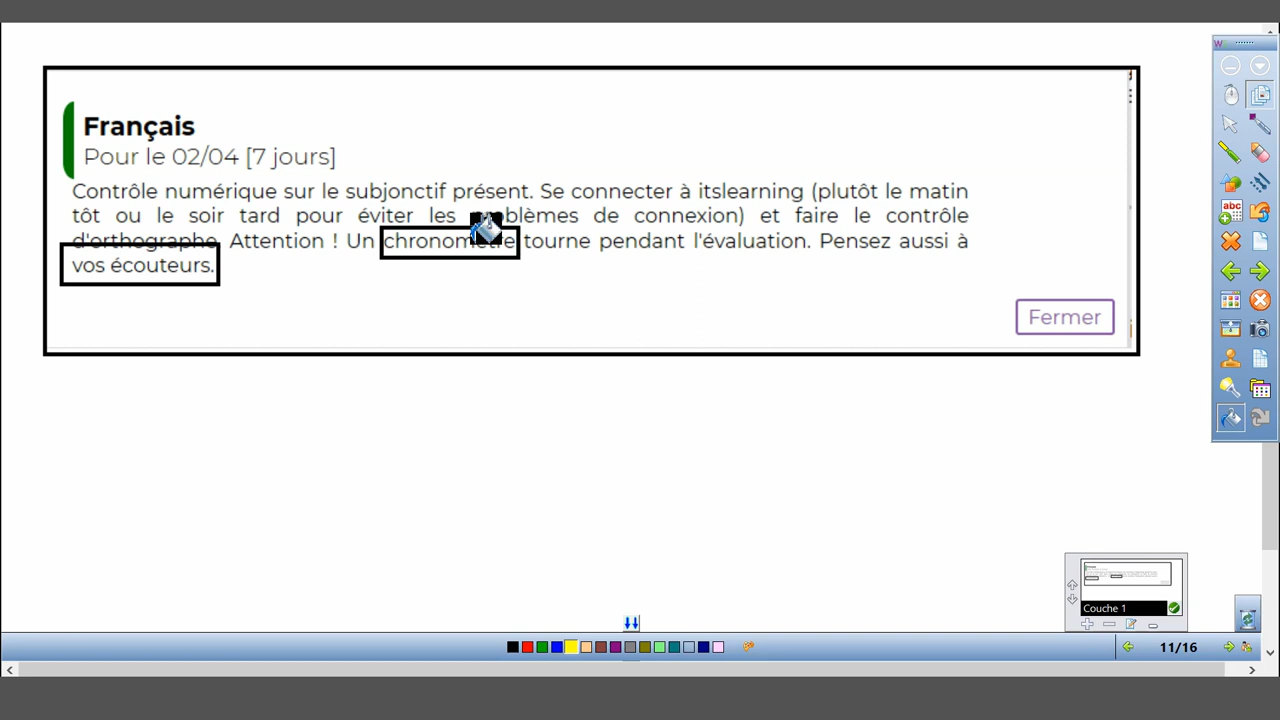 Français
Pour le 02/04 [7 jours]
Contrôle numérique sur le subjonctif présent. Se connecter à itslearning (plutôt le matin
tôt ou le soir tard pour éviter les problèmes de connexion) et faire le contrôle
d'orthographe. Attention ! Un chronomètre tourne pendant l'évaluation. Pensez aussi à
vos écouteurs.
Fermer
abc
Couche 1
11/16